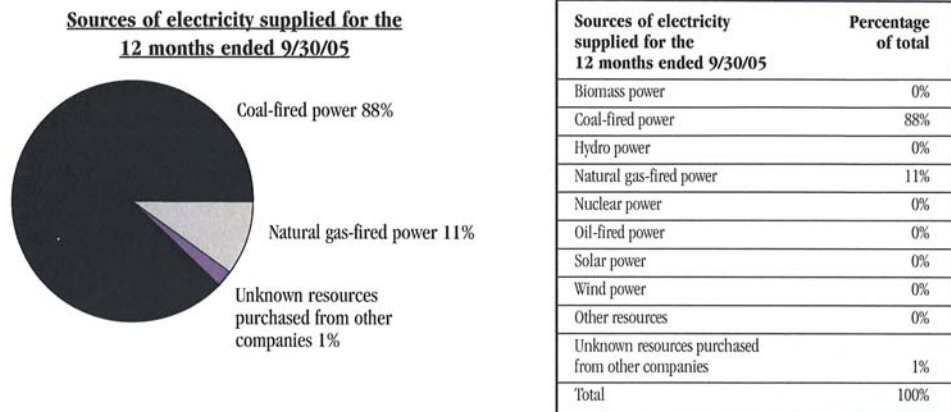 Sources of electricity supplied for the
12 months ended 9/30/05
Coal-fired power 88%
Natural gas-fired power 11%
Unknown resources
purchased from other
companies 1%
Sources of electricity Percentage
supplied for the of total
12 months ended 9/30/05
Biomass power 0%
Coal-fired power 88%
Hydro power 0%
Natural gas-fired power 11%
Nuclear power 0%
Oil-fired power 0%
Solar power 0%
Wind power 0%
Other resources 0%
Unknown resources purchased
from other companies 1%
Total 100%